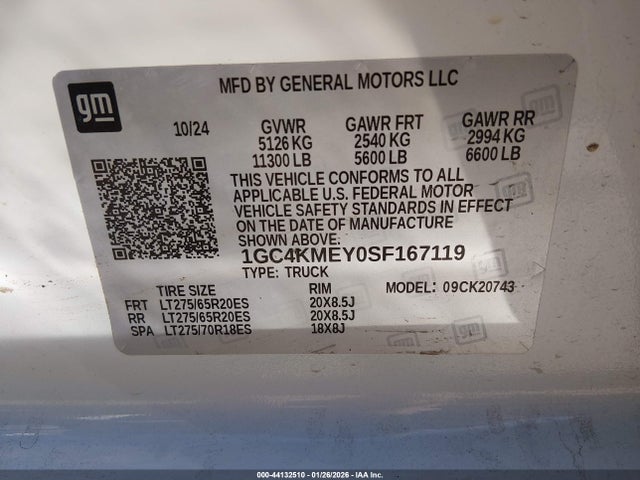 gm
MFD BY GENERAL MOTORS LLC
10/24 GVWR GAWR FRT GAWR RR
5126 KG 2540 KG 2994 KG
11300 LB 5600 LB 6600 LB
THIS VEHICLE CONFORMS TO ALL
APPLICABLE U.S. FEDERAL MOTOR
VEHICLE SAFETY STANDARDS IN EFFECT
ON THE DATE OF MANUFACTURE
SHOWN ABOVE.
1GC4KMEY0SF167119
TYPE: TRUCK
TIRE SIZE RIM MODEL: 09CK20743
FRT LT275/65R20ES 20X8.5J
RR LT275/65R20ES 20X8.5J
SPA LT275/70R18ES 18X8J
000-44132510 - 01/26/2026 - IAA Inc.